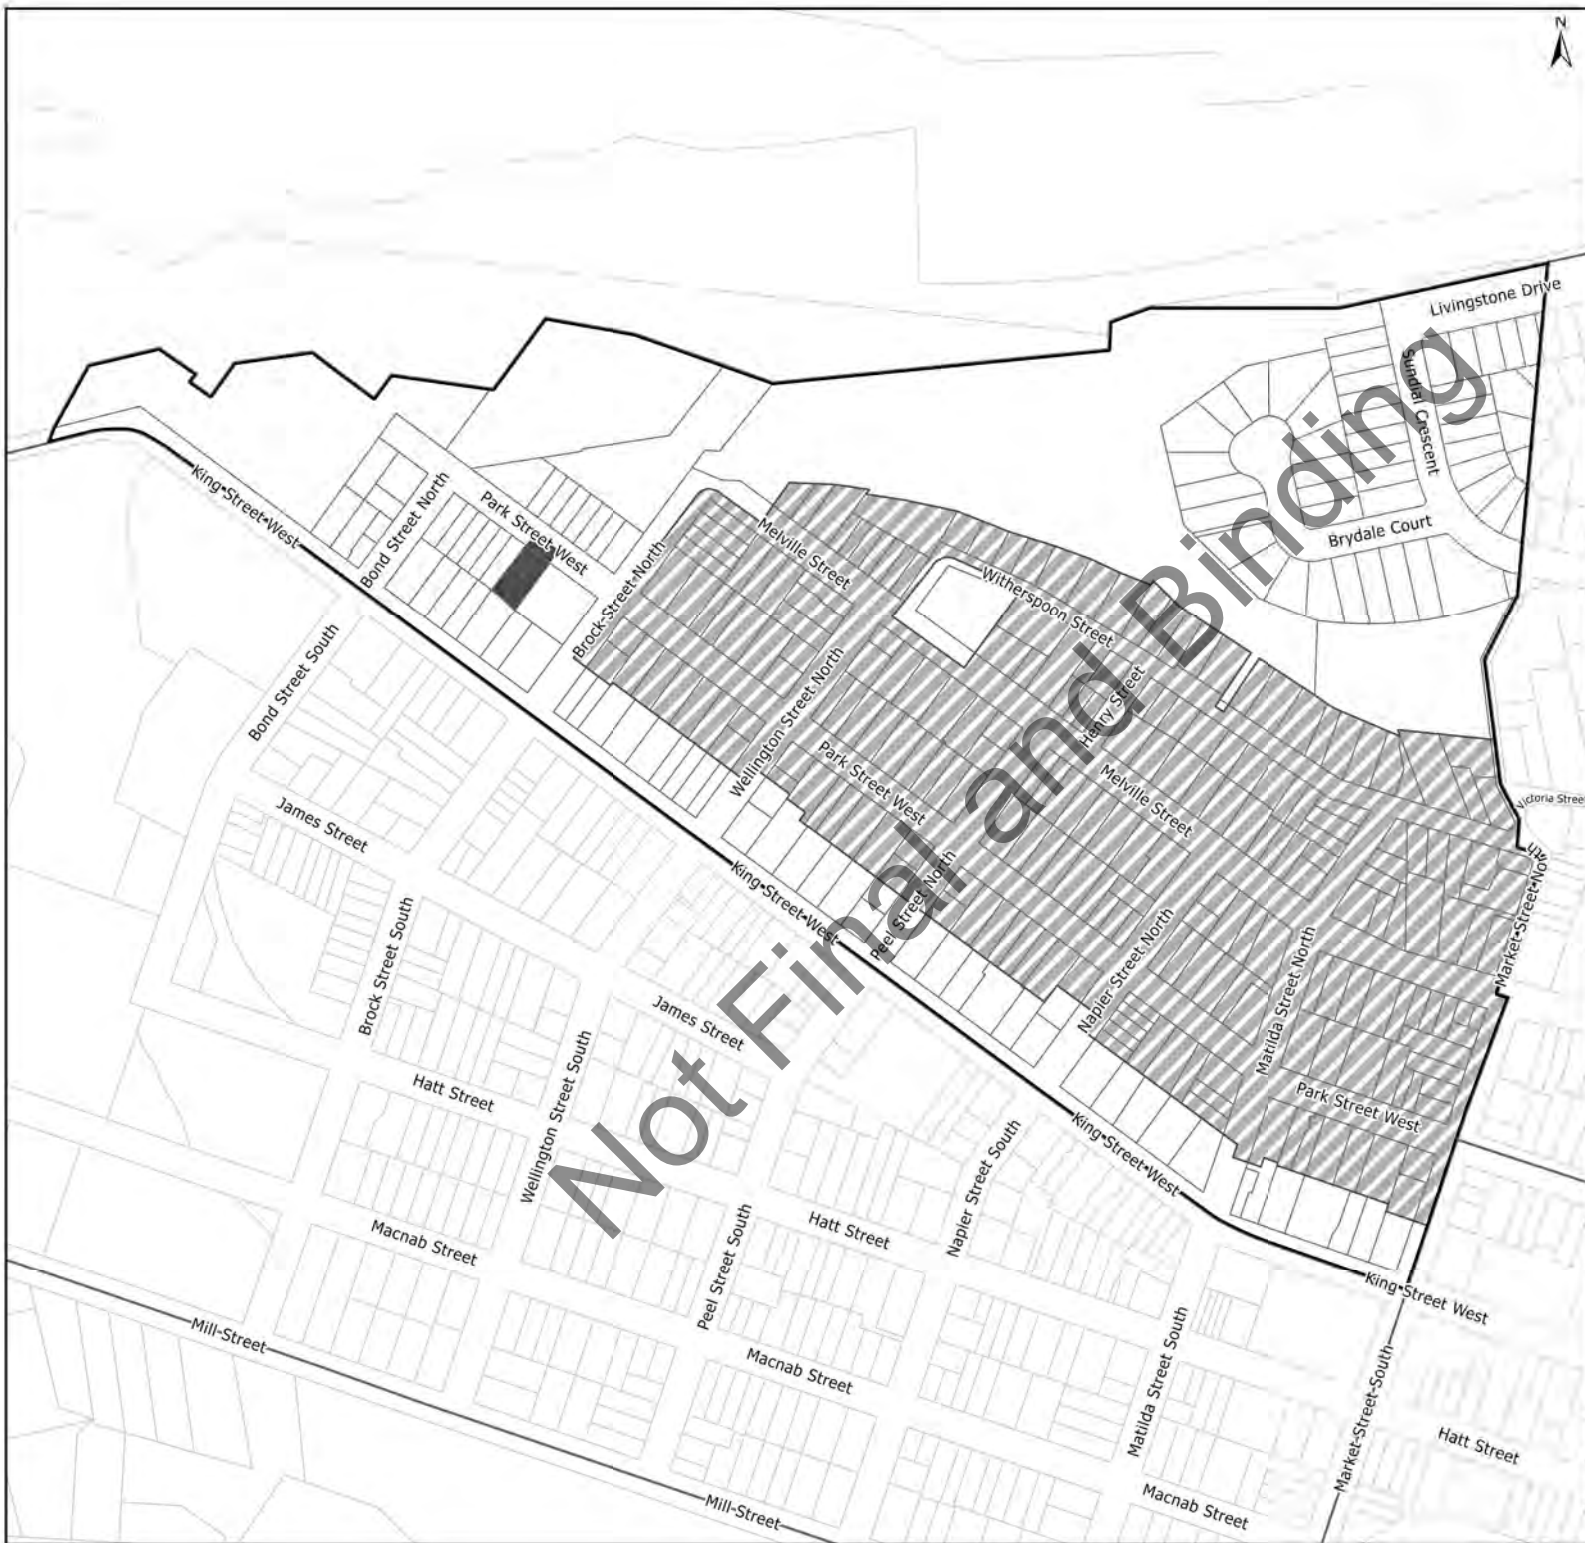 N
Livingstone Drive
Sundial Crescent
Brydale Court
King Street West
Bond Street North
Park Street West
Brock Street North
Melville Street
Witherspoon Street
Wellington Street North
Henry Street
Park Street West
Melville Street
Victoria Stree
Market Street North
Bond Street South
James Street
King Street West
Peel Street North
Napier Street North
Matilda Street North
Brock Street South
James Street
Hatt Street
Wellington Street South
Park Street West
King Street West
Napier Street South
Hatt Street
Macnab Street
Peel Street South
King Street West
Mill Street
Macnab Street
Matilda Street South
Market Street South
Hatt Street
Mill Street
Macnab Street
Not Final and Binding